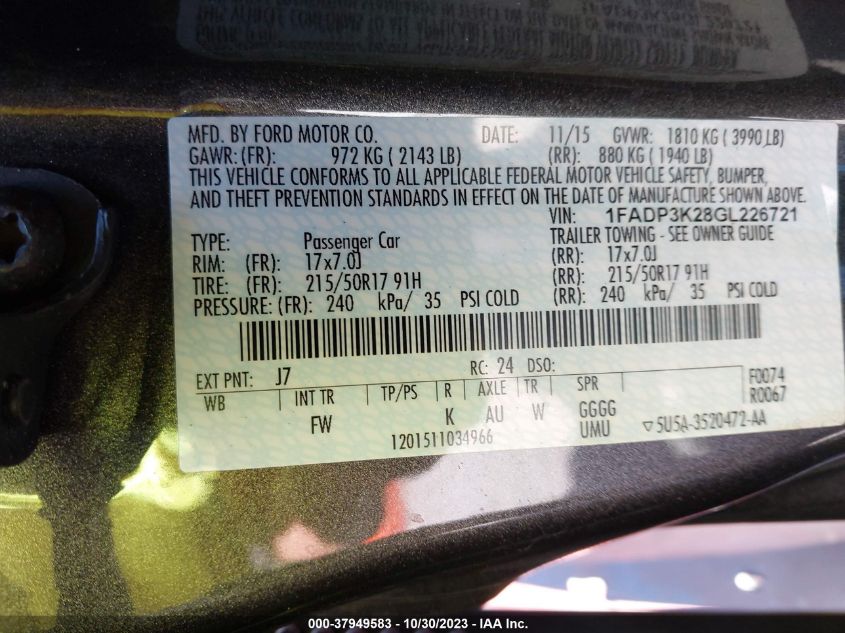 MFD. BY FORD MOTOR CO. DATE: 11/15 GVWR: 1810 KG ( 3990 LB)
GAWR: (FR): 972 KG ( 2143 LB) (RR): 880 KG ( 1940 LB)
THIS VEHICLE CONFORMS TO ALL APPLICABLE FEDERAL MOTOR VEHICLE SAFETY, BUMPER,
AND THEFT PREVENTION STANDARDS IN EFFECT ON THE DATE OF MANUFACTURE SHOWN ABOVE.
VIN: 1FADP3K28GL226721
TYPE: Passenger Car TRAILER TOWING - SEE OWNER GUIDE
RIM: (FR): 17x7.0J (RR): 17x7.0J
TIRE: (FR): 215/50R17 91H (RR): 215/50R17 91H
PRESSURE: (FR): 240 kPa/ 35 PSI COLD (RR): 240 kPa/ 35 PSI COLD
EXT PNT: J7 RC: 24 DSO: F0074
WB INT TR TP/PS R AXLE TR SPR R0067
FW K AU W GGGG
1201511034966 UMU ▽5U5A-3520472-AA
000-37949583 - 10/30/2023 - © Copyright 2023 IAA, Inc.